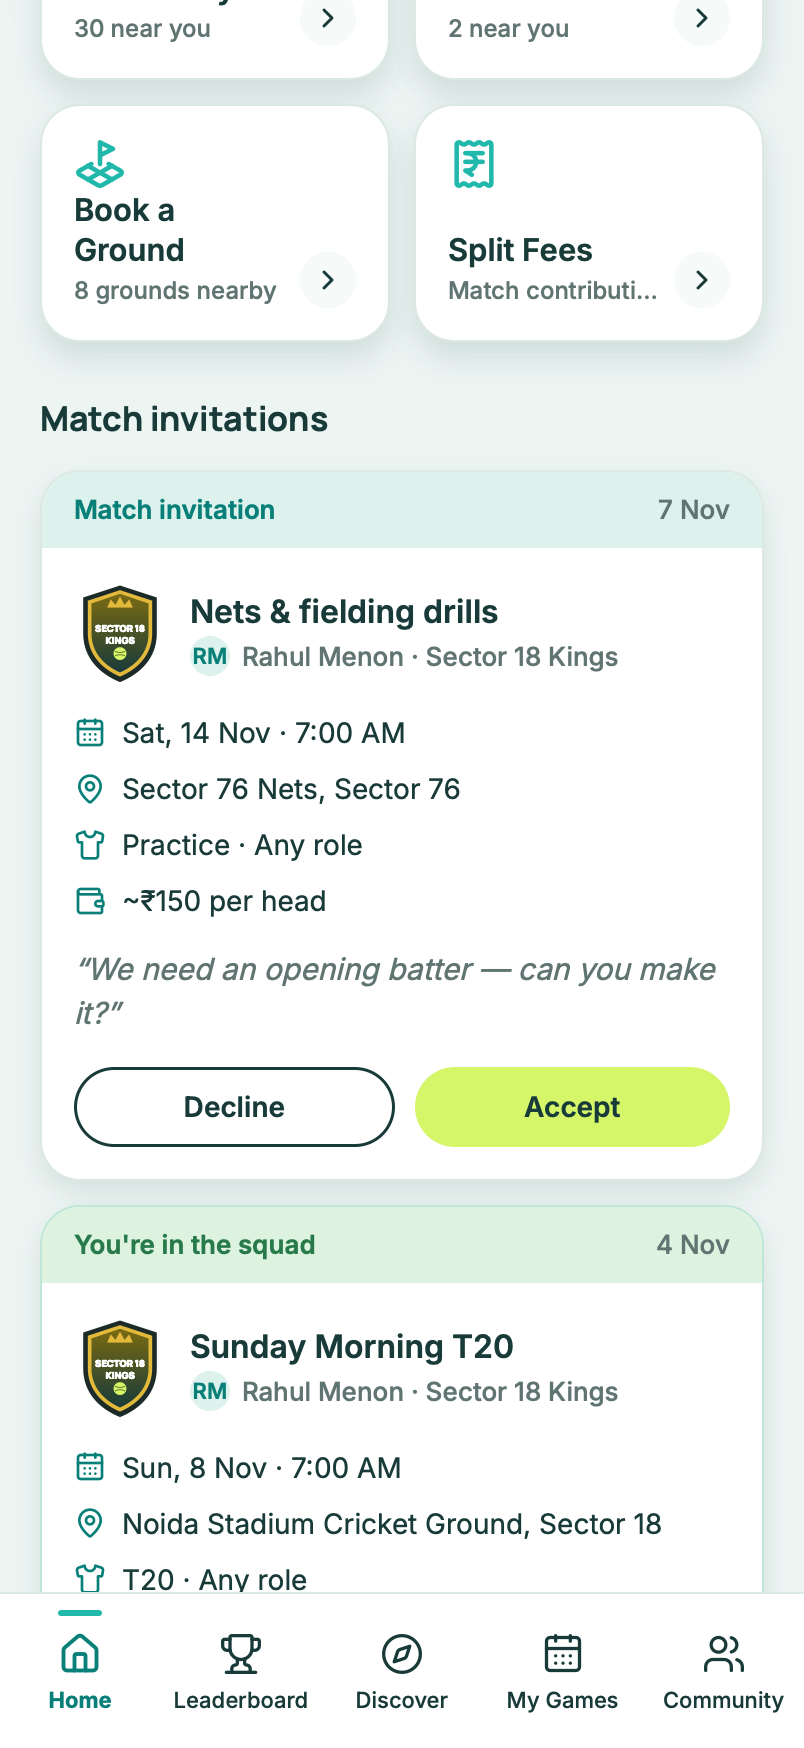 30 near you
2 near you
Book a
Ground
8 grounds nearby
Split Fees
Match contributi...
Match invitations
Match invitation
7 Nov
SECTOR 18
KINGS
Nets & fielding drills
RM Rahul Menon · Sector 18 Kings
Sat, 14 Nov · 7:00 AM
Sector 76 Nets, Sector 76
Practice · Any role
~₹150 per head
“We need an opening batter — can you make
it?”
Decline
Accept
You're in the squad
4 Nov
SECTOR 18
KINGS
Sunday Morning T20
RM Rahul Menon · Sector 18 Kings
Sun, 8 Nov · 7:00 AM
Noida Stadium Cricket Ground, Sector 18
T20 · Any role
Home
Leaderboard
Discover
My Games
Community